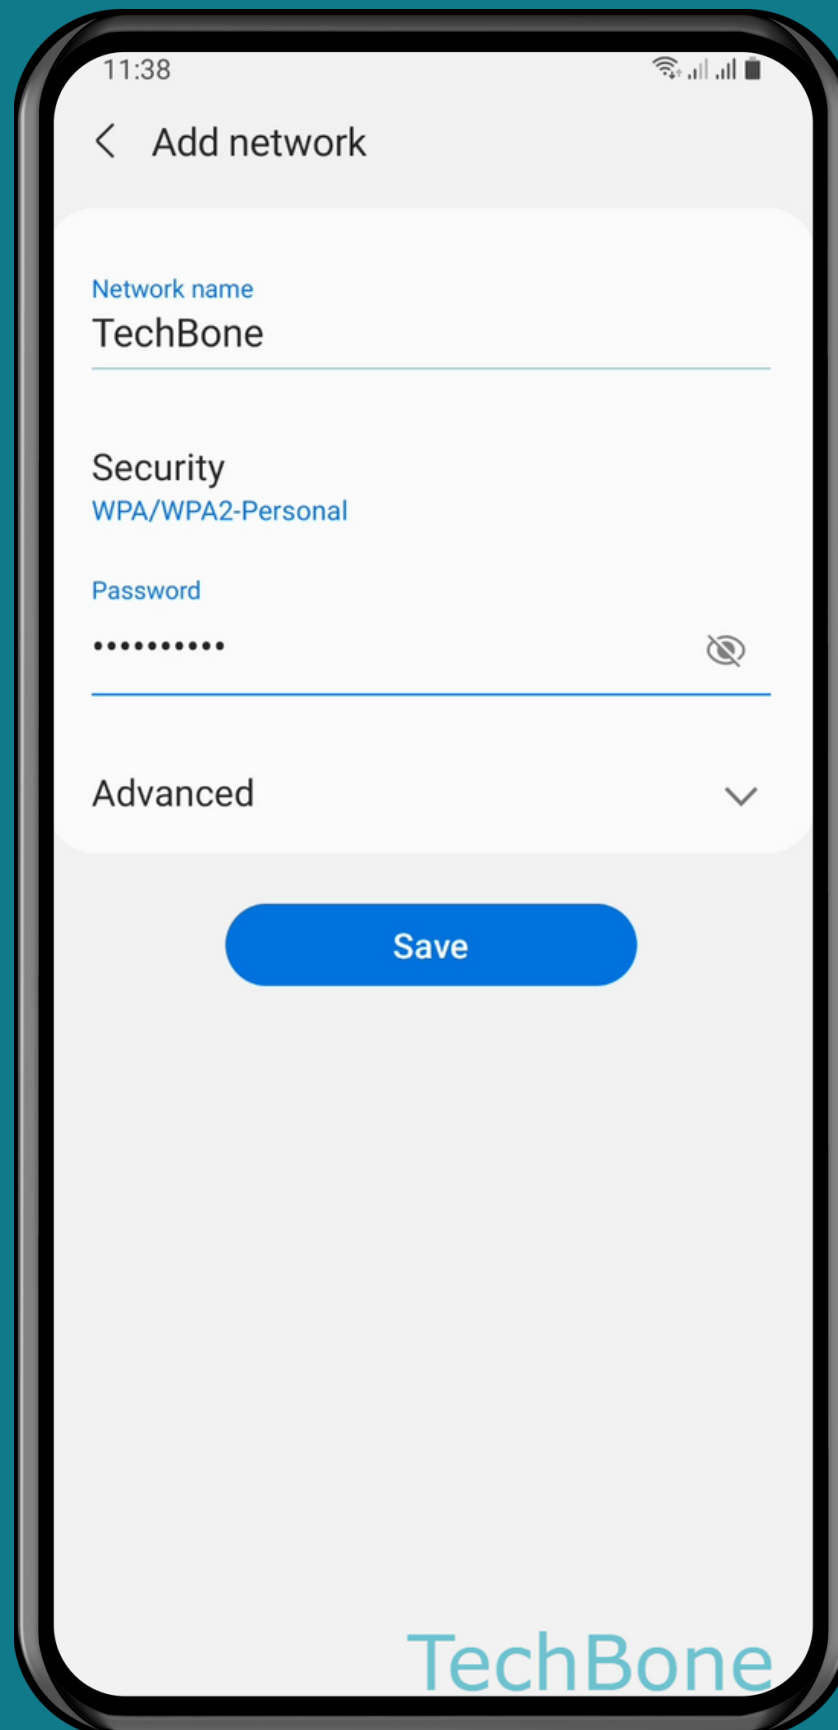 11:38
Add network
Network name
TechBone
Security
WPA/WPA2-Personal
Password
••••••••••
Advanced
Save
TechBone